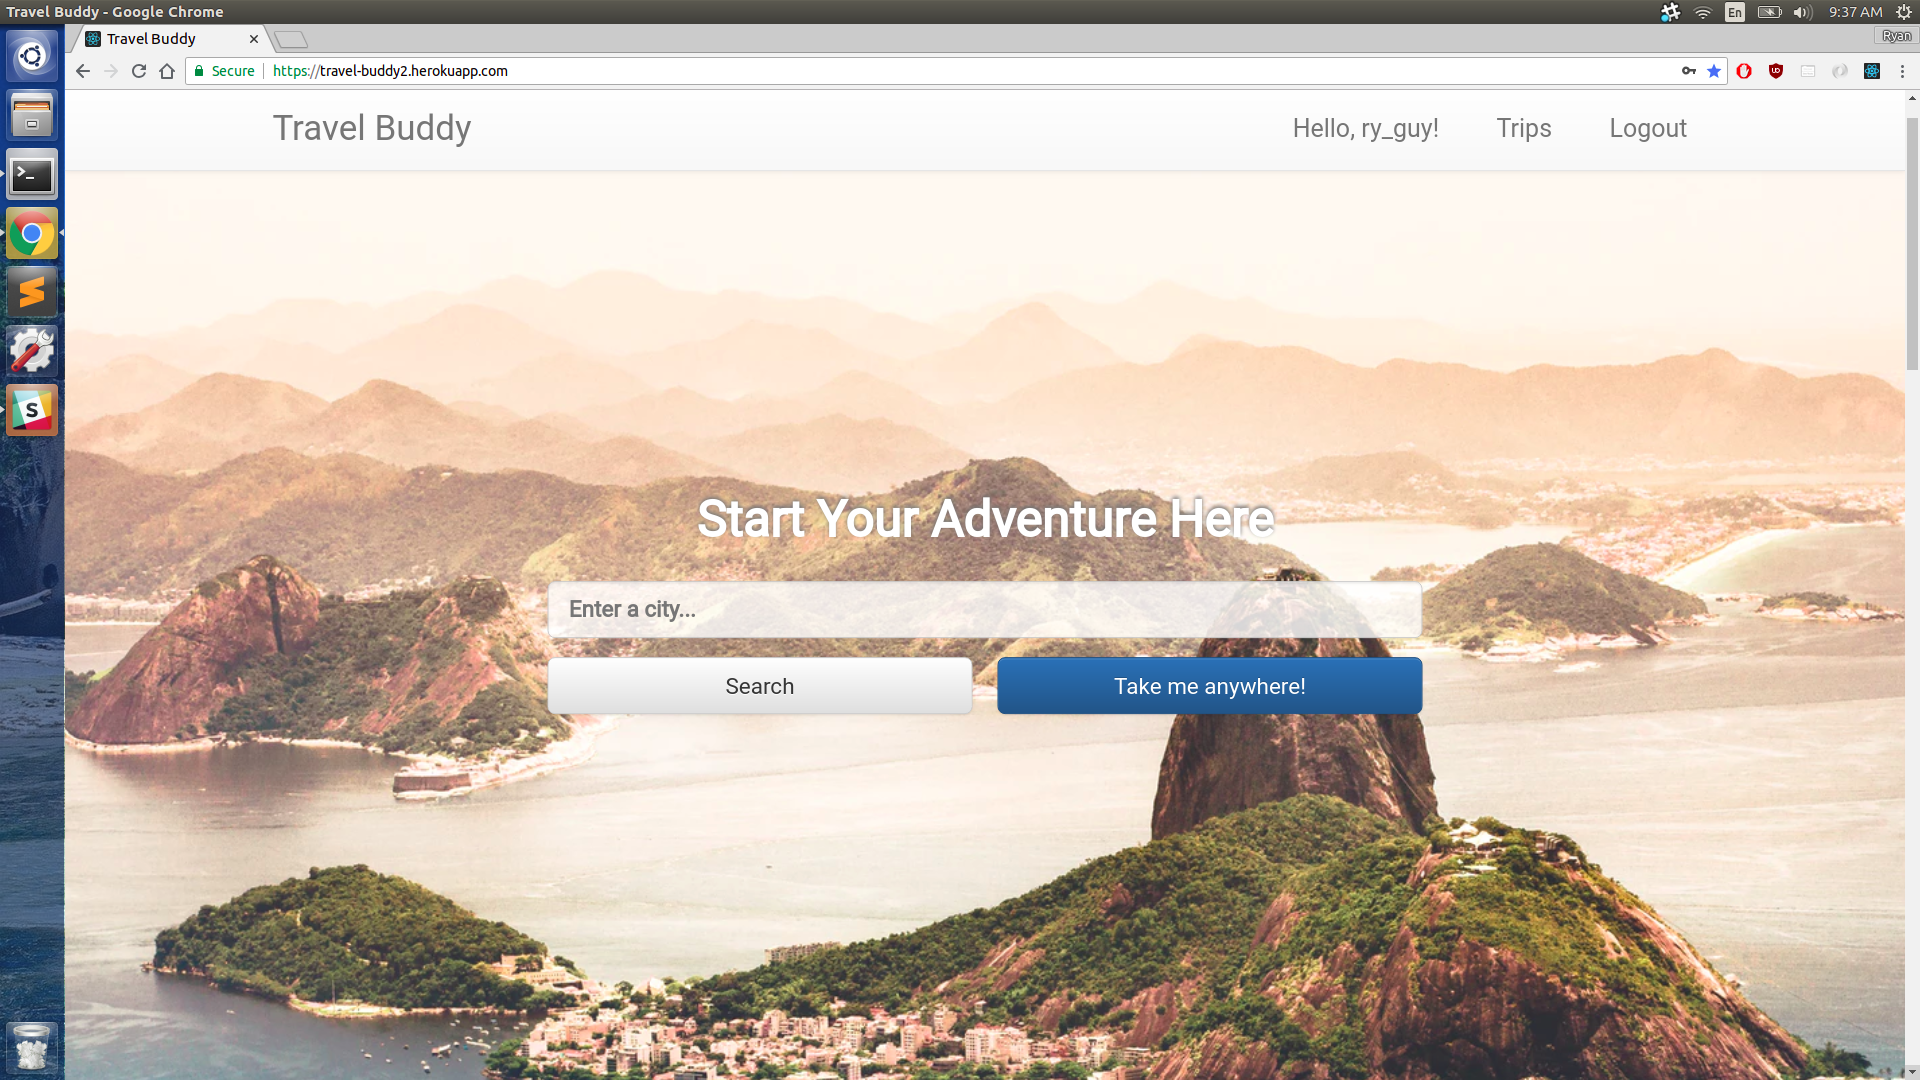 Travel Buddy - Google Chrome
En
9:37 AM
Travel Buddy
Ryan
Secure
https://travel-buddy2.herokuapp.com
Travel Buddy
Hello, ry_guy!
Trips
Logout
Start Your Adventure Here
Enter a city...
Search
Take me anywhere!
S